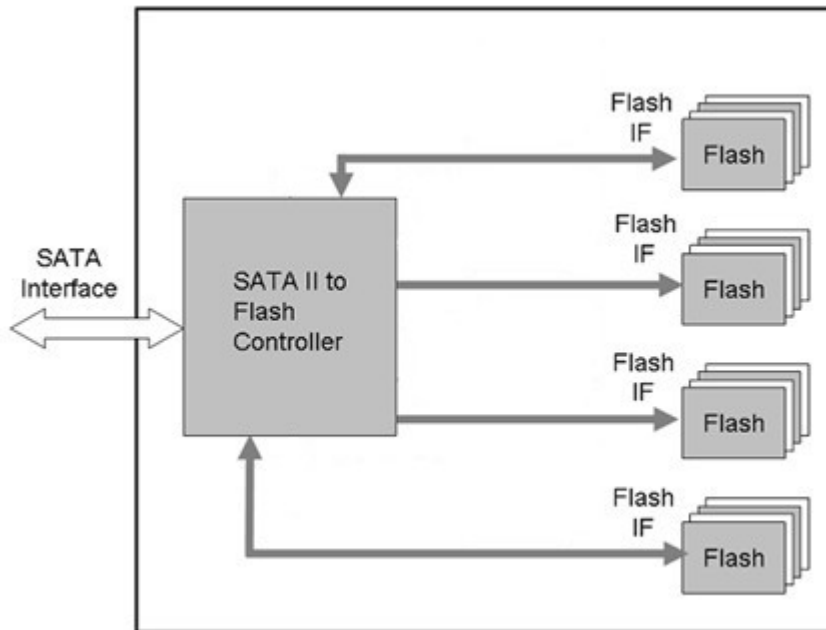 SATA
Interface
SATA II to
Flash
Controller
Flash
IF
Flash
Flash
IF
Flash
Flash
IF
Flash
Flash
IF
Flash